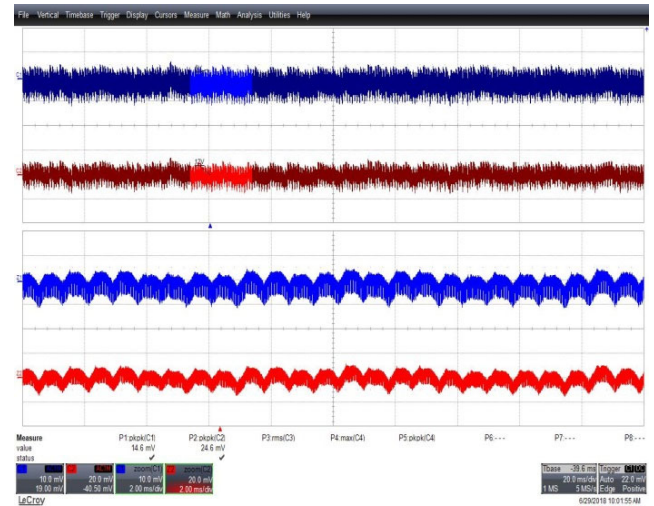 File Vertical Timebase Trigger Display Cursors Measure Math Analysis Utilities Help
Measure P1:pkpk(C1) P2:pkpk(C2) P3:rms(C3) P4:max(C4) P5:pkpk(C4) P6:- - - P7:- - - P8:- - -
value 14.6 mV 24.6 mV
status
zoom(C1) zoom(C2) Tbase -39.6 ms Trigger C1 DC
10.0 mV 20.0 mV 10.0 mV 20.0 mV 20.0 ms/div Auto 22.0 mV
19.00 mV -40.50 mV 2.00 ms/div 2.00 ms/div 1 MS 5 MS/s Edge Positive
LeCroy 6/29/2018 10:01:55 AM